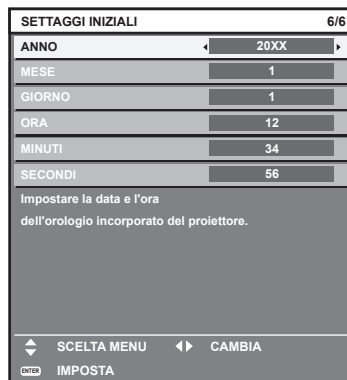 SETTAGGI INIZIALI 6/6
ANNO 20XX
MESE 1
GIORNO 1
ORA 12
MINUTI 34
SECONDI 56
Impostare la data e l'ora
dell'orologio incorporato del proiettore.
SCELTA MENU CAMBIA
ENTER IMPOSTA